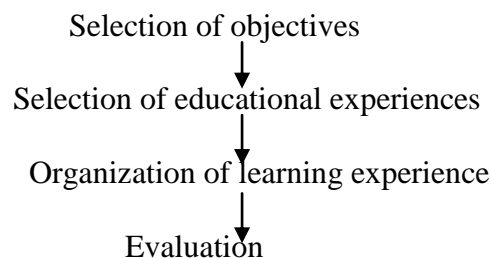 Selection of objectives
Selection of educational experiences
Organization of learning experience
Evaluation